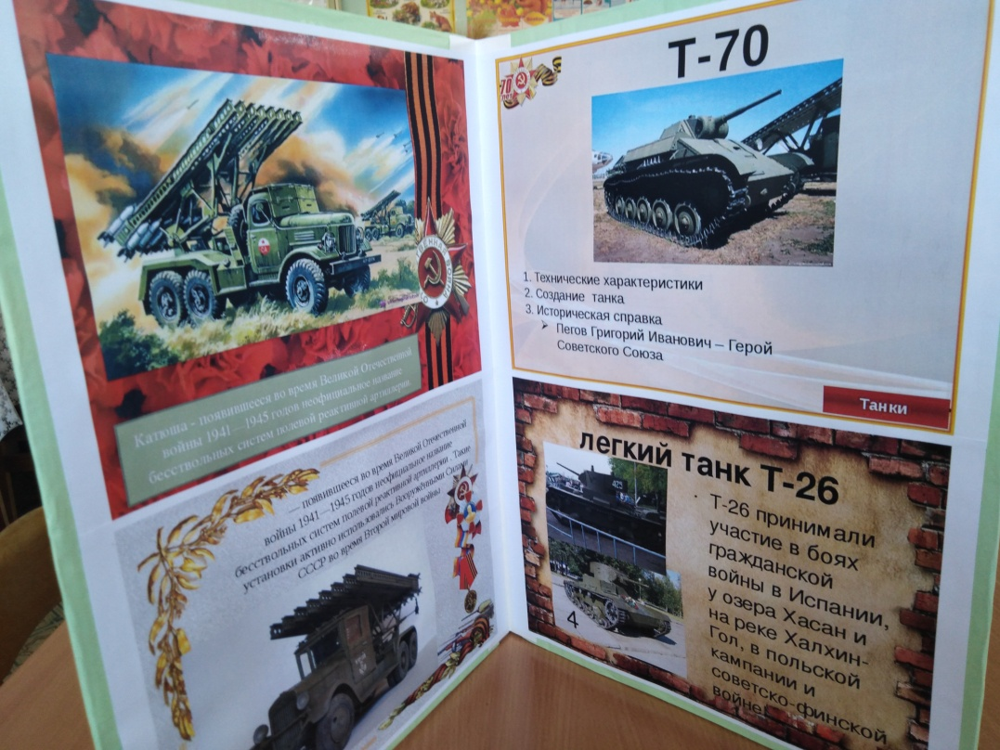 Катюша - появившееся во время Великой Отечественной
войны 1941—1945 годов неофициальное название
бесствольных систем полевой реактивной артиллерии.
— появившееся во время Великой Отечественной
войны 1941—1945 годов неофициальное название
бесствольных систем полевой реактивной артиллерии . Такие
установки активно использовались Вооружёнными Силами
СССР во время Второй мировой войны
Т-70
70
1. Технические характеристики
2. Создание танка
3. Историческая справка
Пегов Григорий Иванович – Герой
Советского Союза
Танки
легкий танк Т-26
· Т-26 принимали
участие в боях
гражданской
войны в Испании,
у озера Хасан и
на реке Халхин-
Гол, в польской
кампании и
советско-финской
войне!
4